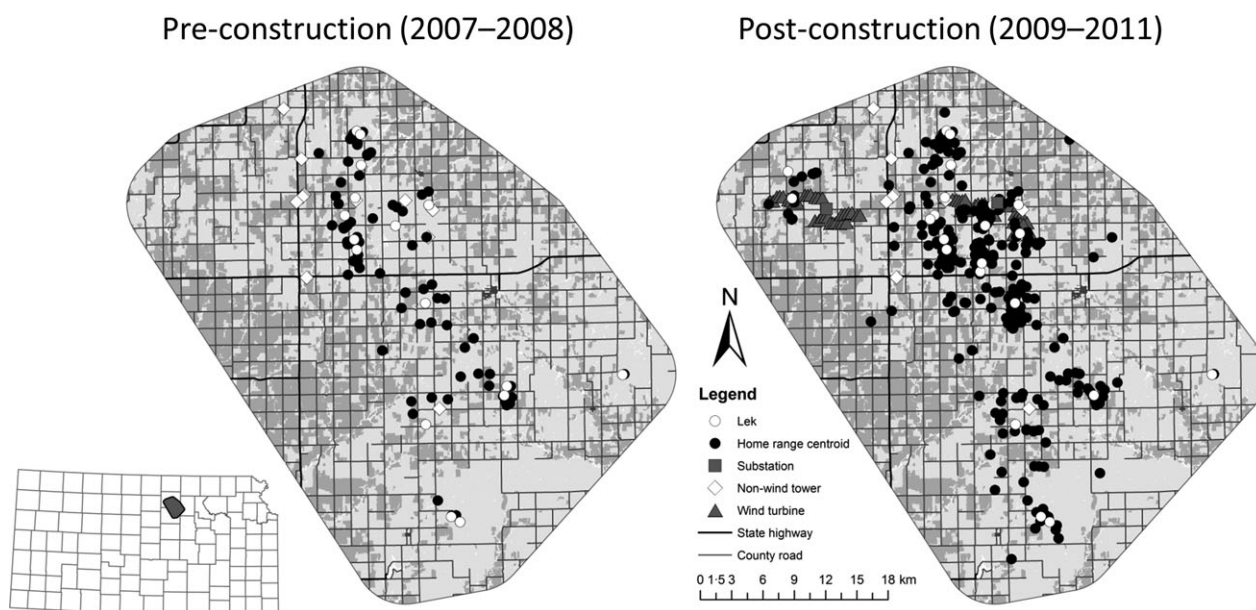 Pre-construction (2007–2008)
Post-construction (2009–2011)
N
Legend
Lek
Home range centroid
Substation
Non-wind tower
Wind turbine
State highway
County road
0 1·5 3 6 9 12 15 18 km